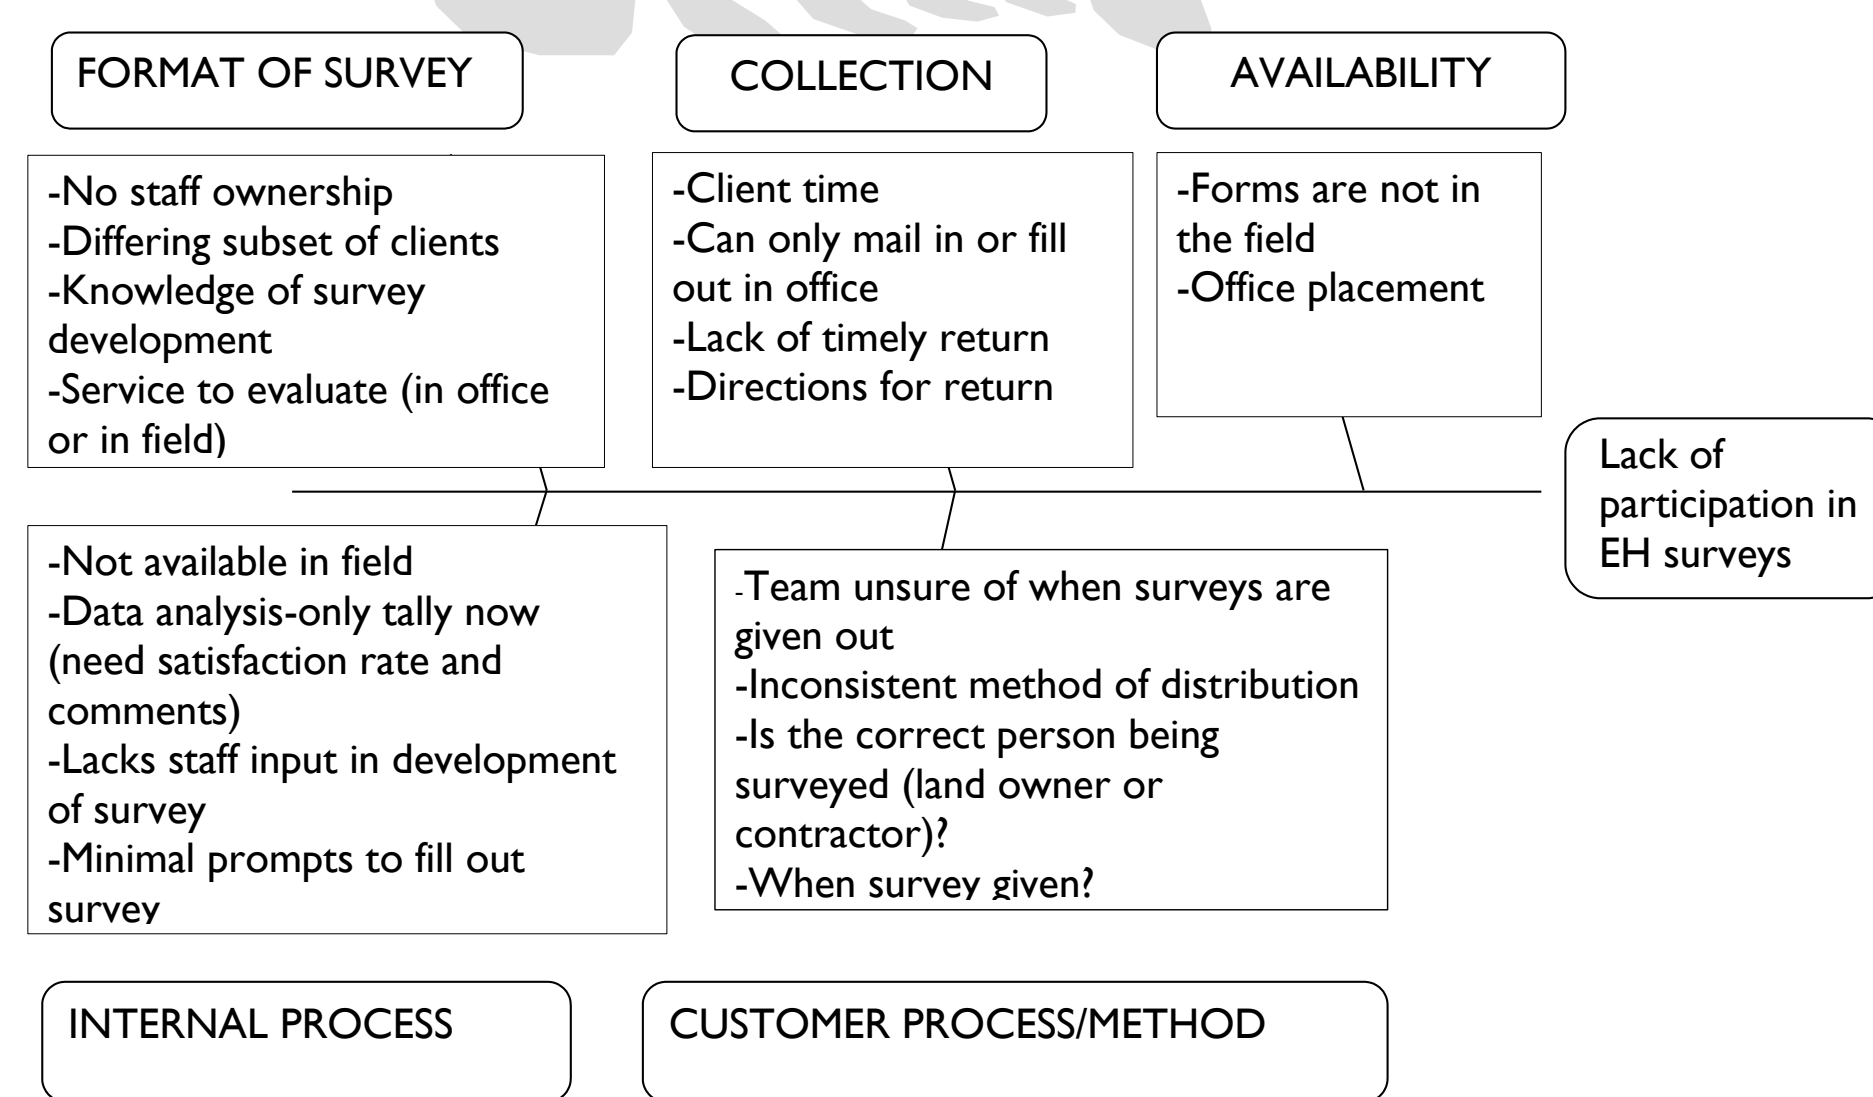 FORMAT OF SURVEY
COLLECTION
AVAILABILITY
-No staff ownership
-Differing subset of clients
-Knowledge of survey
development
-Service to evaluate (in office
or in field)
-Client time
-Can only mail in or fill
out in office
-Lack of timely return
-Directions for return
-Forms are not in
the field
-Office placement
Lack of
participation in
EH surveys
-Not available in field
-Data analysis-only tally now
(need satisfaction rate and
comments)
-Lacks staff input in development
of survey
-Minimal prompts to fill out
survey
-Team unsure of when surveys are
given out
-Inconsistent method of distribution
-Is the correct person being
surveyed (land owner or
contractor)?
-When survey given?
INTERNAL PROCESS
CUSTOMER PROCESS/METHOD